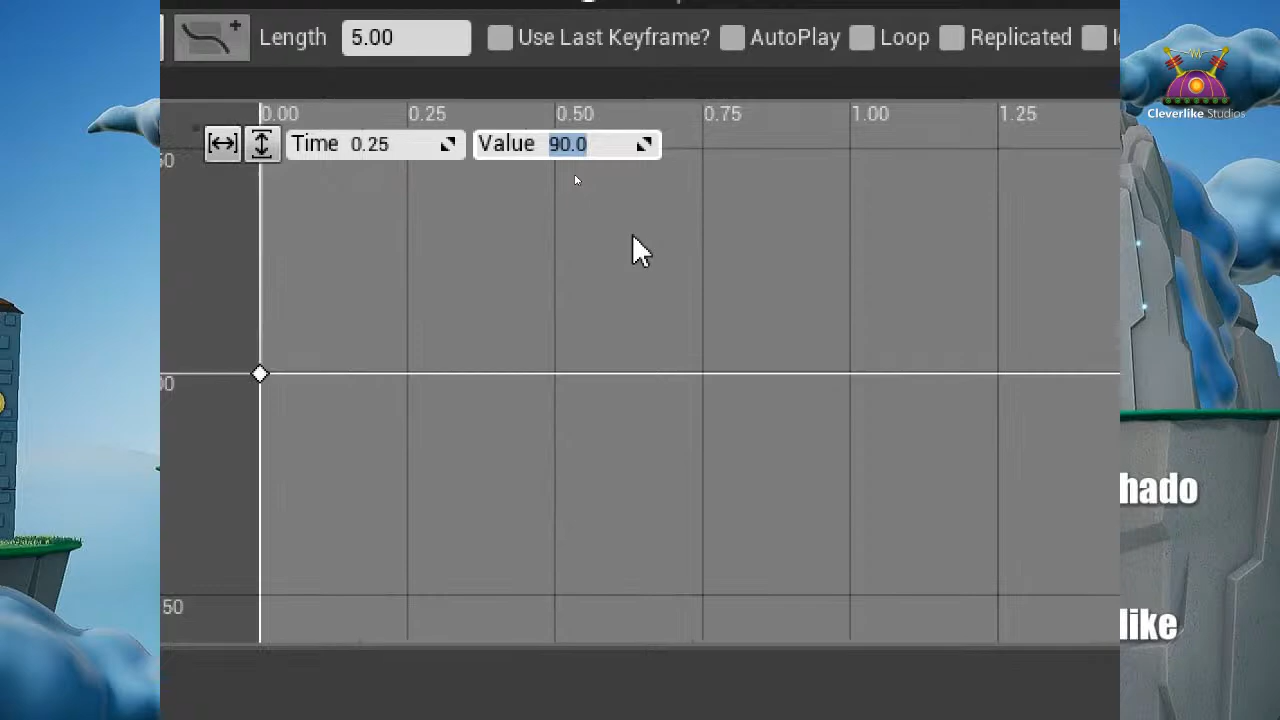 Length 5.00 Use Last Keyframe? AutoPlay Loop Replicated
Cleverlike Studios
0.00 0.25 0.50 0.75 1.00 1.25
Time 0.25 Value 90.0
50
hado
like